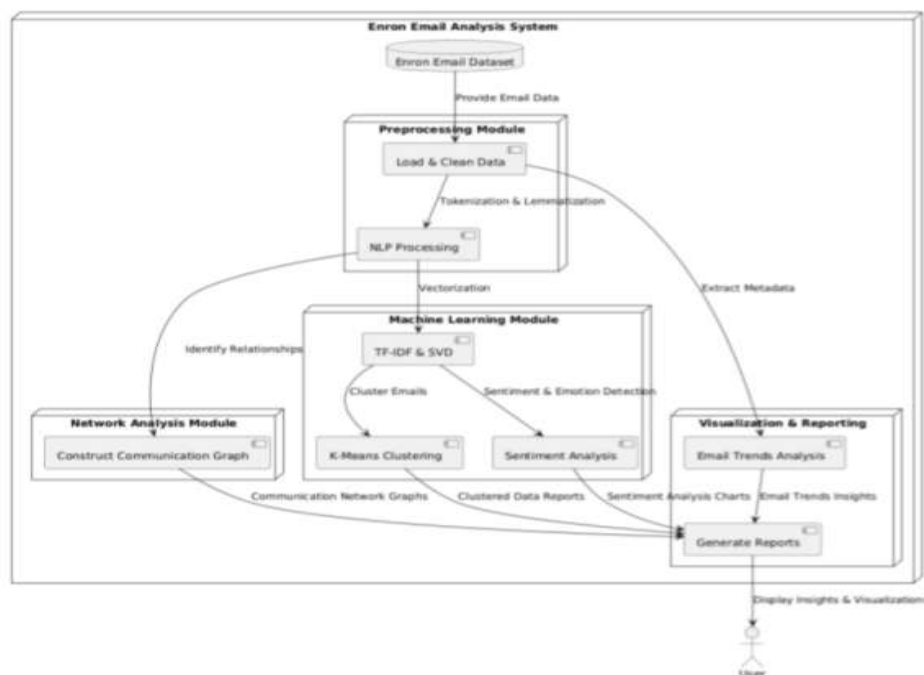 Enron Email Analysis System
Enron Email Dataset
Provide Email Data
Preprocessing Module
Load & Clean Data
Tokenization & Lemmatization
NLP Processing
Extract Metadata
Vectorization
Machine Learning Module
TF-IDF & SVD
Identify Relationships
Cluster Emails
Sentiment & Emotion Detection
Network Analysis Module
Visualization & Reporting
Construct Communication Graph
K-Means Clustering
Sentiment Analysis
Email Trends Analysis
Communication Network Graphs
Clustered Data Reports
Sentiment Analysis Charts
Email Trends Insights
Generate Reports
Display Insights & Visualization
User